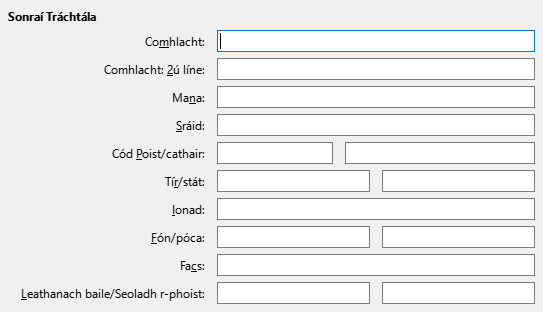 Sonraí Tráchtála
Comhlacht:
Comhlacht: 2ú líne:
Mana:
Sráid:
Cód Poist/cathair:
Tír/stát:
Ionad:
Fón/póca:
Facs:
Leathanach baile/Seoladh r-phoist: